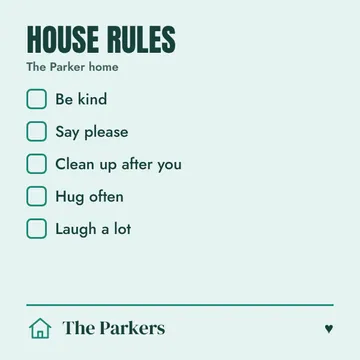 HOUSE RULES
The Parker home
Be kind
Say please
Clean up after you
Hug often
Laugh a lot
The Parkers ♥